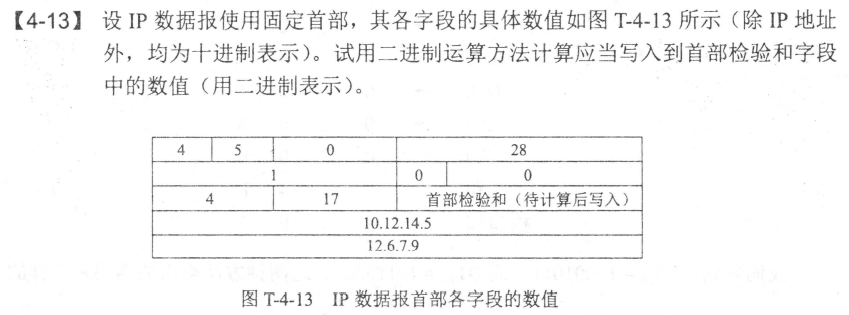 【4-13】 设 IP 数据报使用固定首部，其各字段的具体数值如图 T-4-13 所示（除 IP 地址
外，均为十进制表示）。试用二进制运算方法计算应当写入到首部检验和字段
中的数值（用二进制表示）。
4 5 0 28
1 0 0
4 17 首部检验和（待计算后写入）
10.12.14.5
12.6.7.9
图 T-4-13 IP 数据报首部各字段的数值